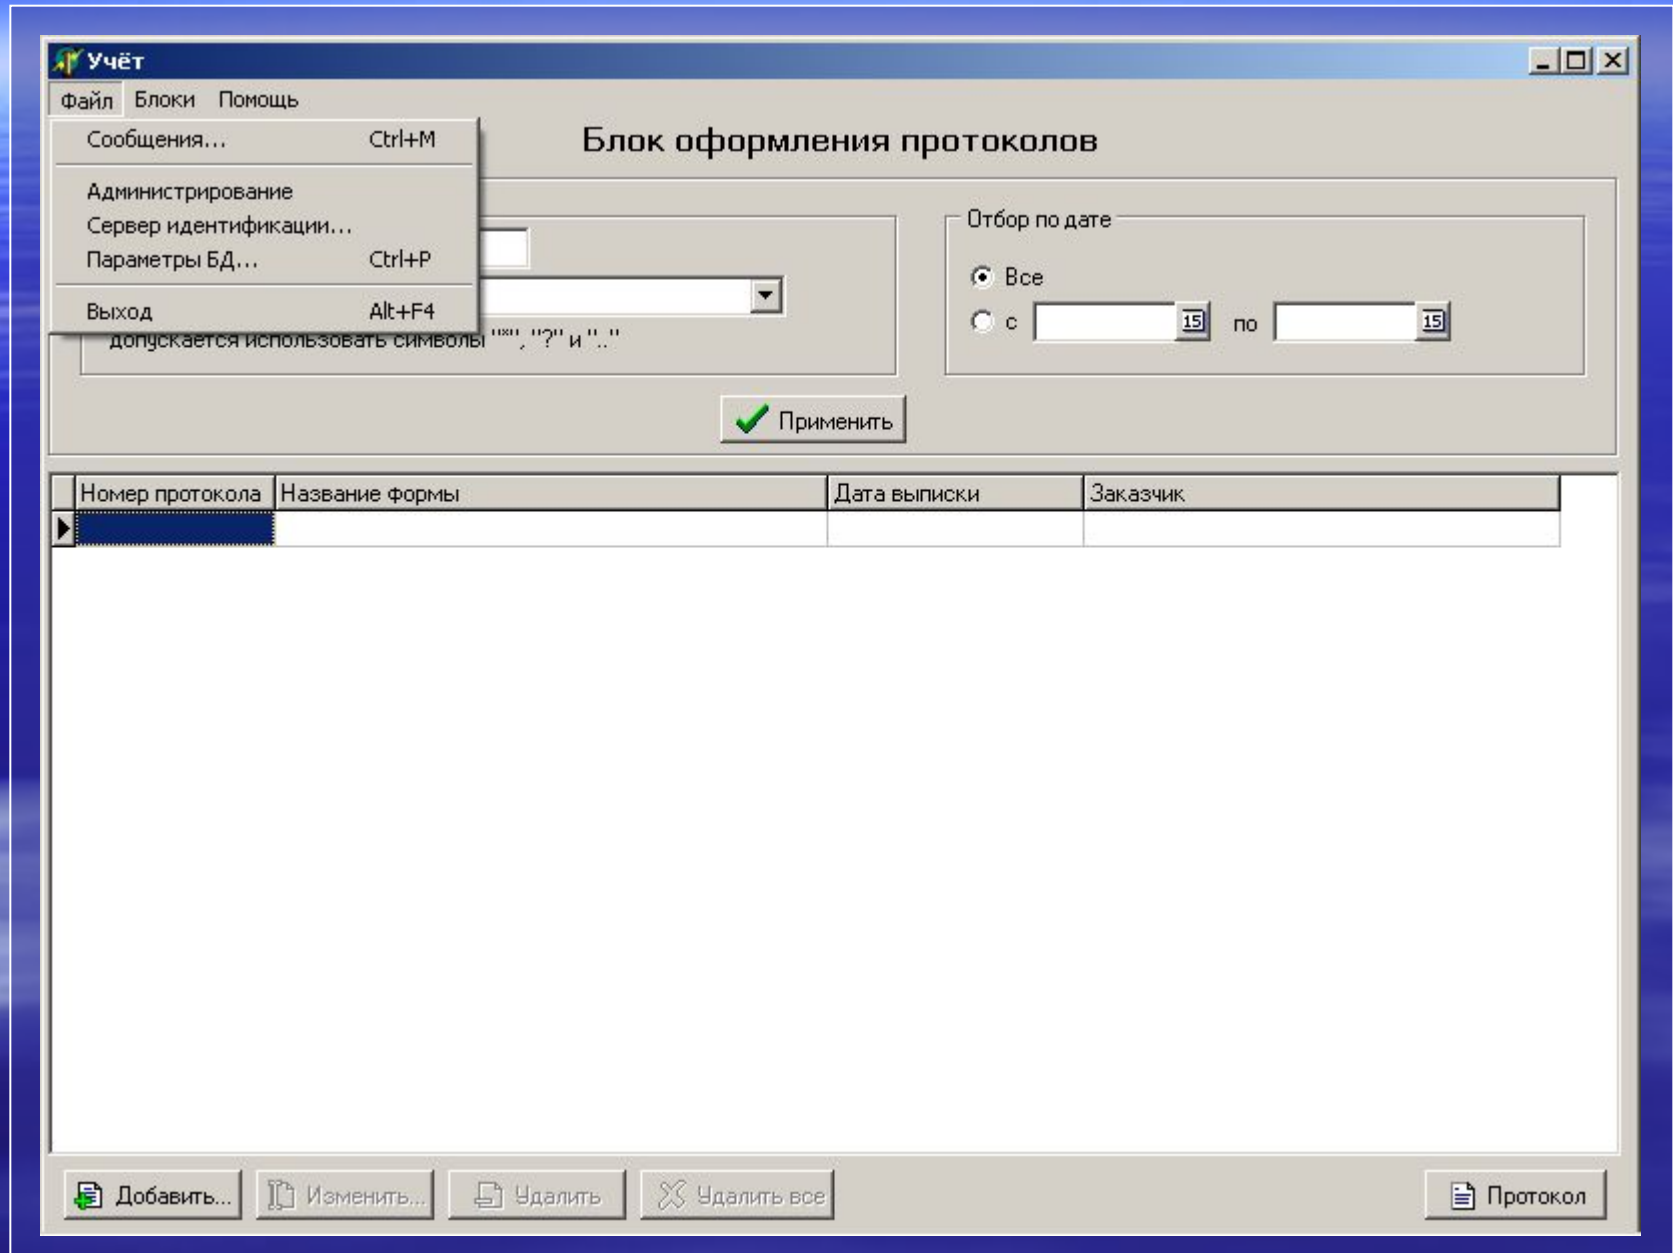 Учёт
Файл Блоки Помощь
Сообщения... Ctrl+M
Администрирование
Сервер идентификации...
Параметры БД... Ctrl+P
Выход Alt+F4
Блок оформления протоколов
допускается использовать символы "*", "?" и ".."
Отбор по дате
Все
с 15 по 15
Применить
Номер протокола Название формы Дата выписки Заказчик
Добавить... Изменить... Удалить Удалить все Протокол